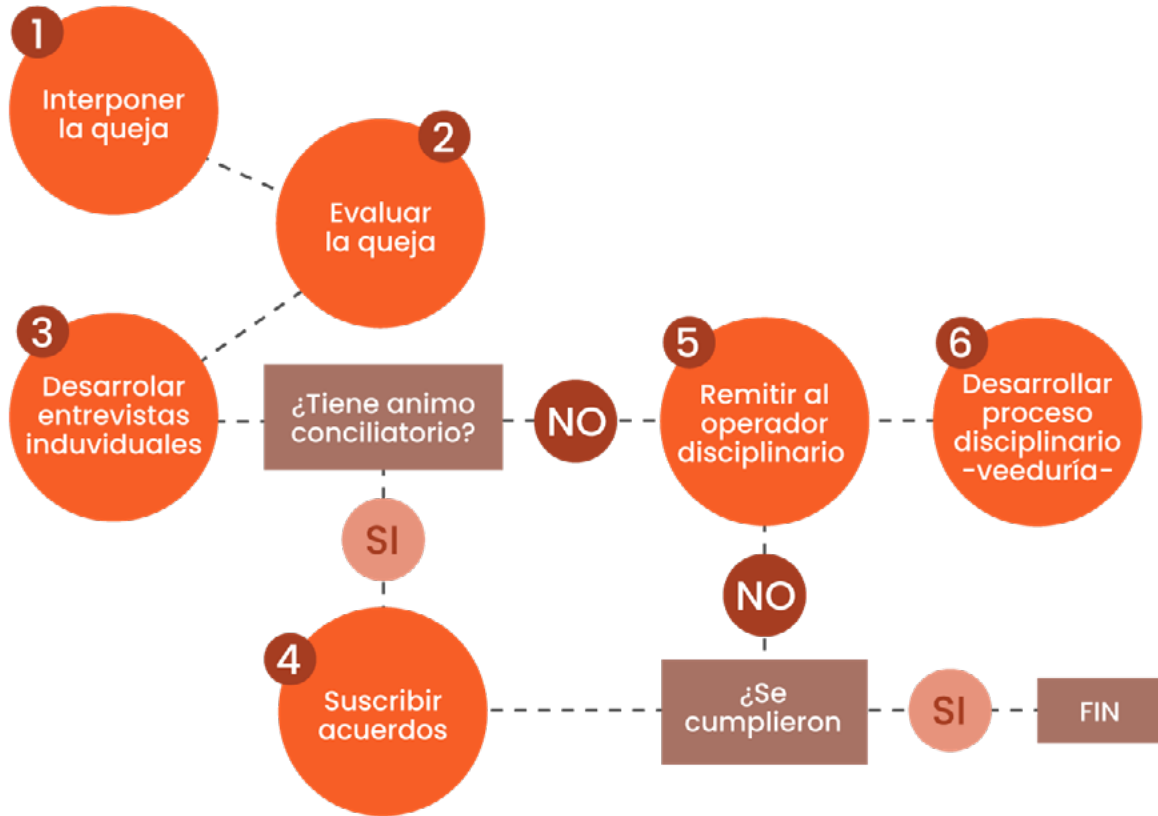 1
Interponer
la queja
2
Evaluar
la queja
3
Desarrolar
entrevistas
induviduales
¿Tiene animo
conciliatorio?
NO
5
Remitir al
operador
disciplinario
6
Desarrollar
proceso
disciplinario
-veeduría-
SI
NO
4
Suscribir
acuerdos
¿Se
cumplieron
SI
FIN